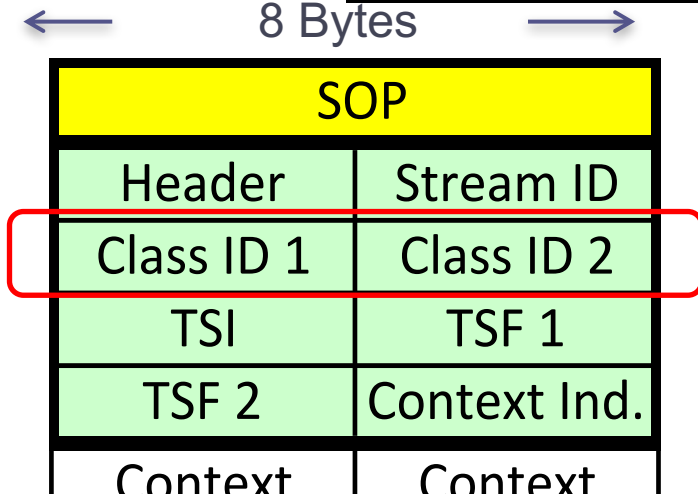 8 Bytes
SOP
Header Stream ID
Class ID 1 Class ID 2
TSI TSF 1
TSF 2 Context Ind.
Context Context